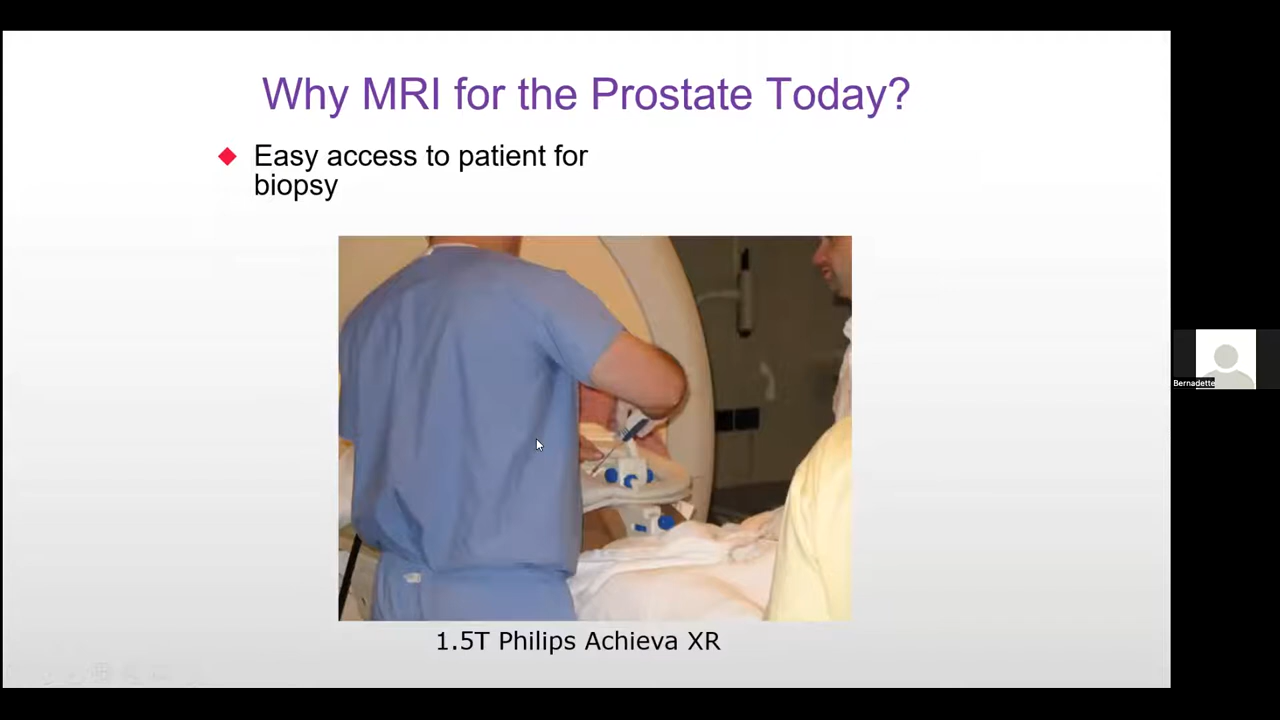 Why MRI for the Prostate Today?
Easy access to patient for
biopsy
Bernadette
1.5T Philips Achieva XR